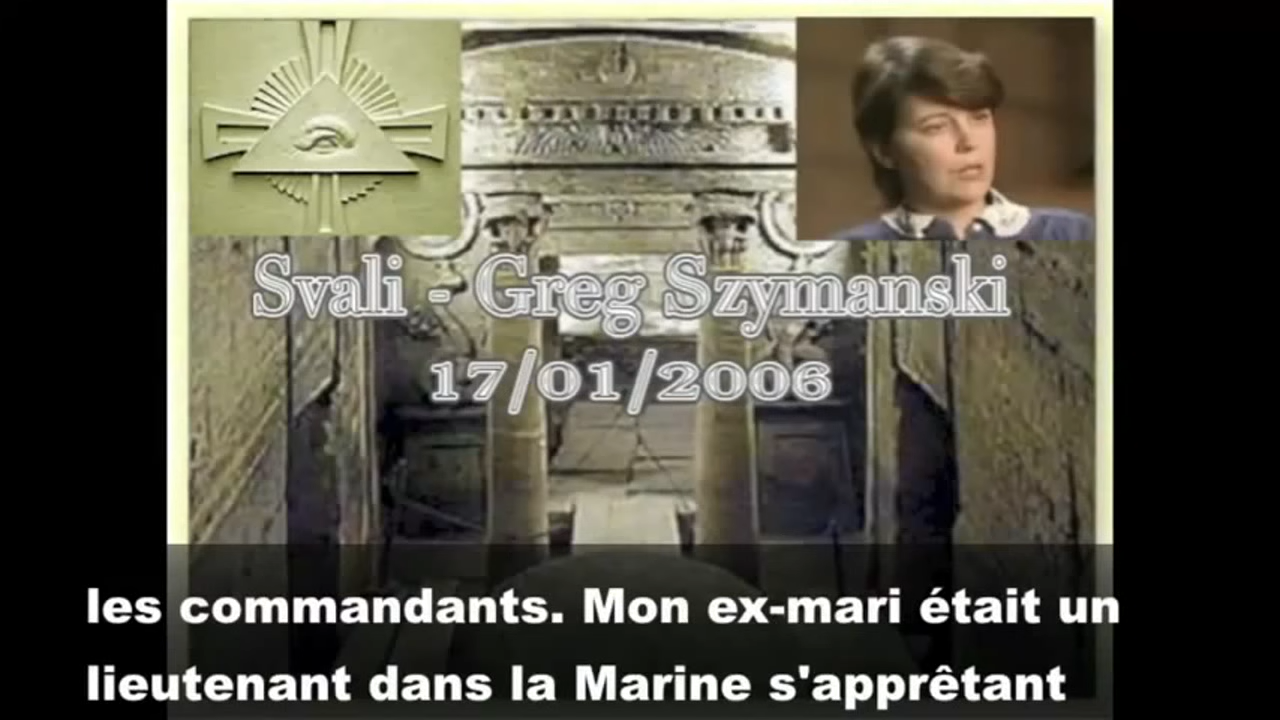 Svali - Greg Szymanski
17/01/2006
les commandants. Mon ex-mari était un
lieutenant dans la Marine s'apprêtant